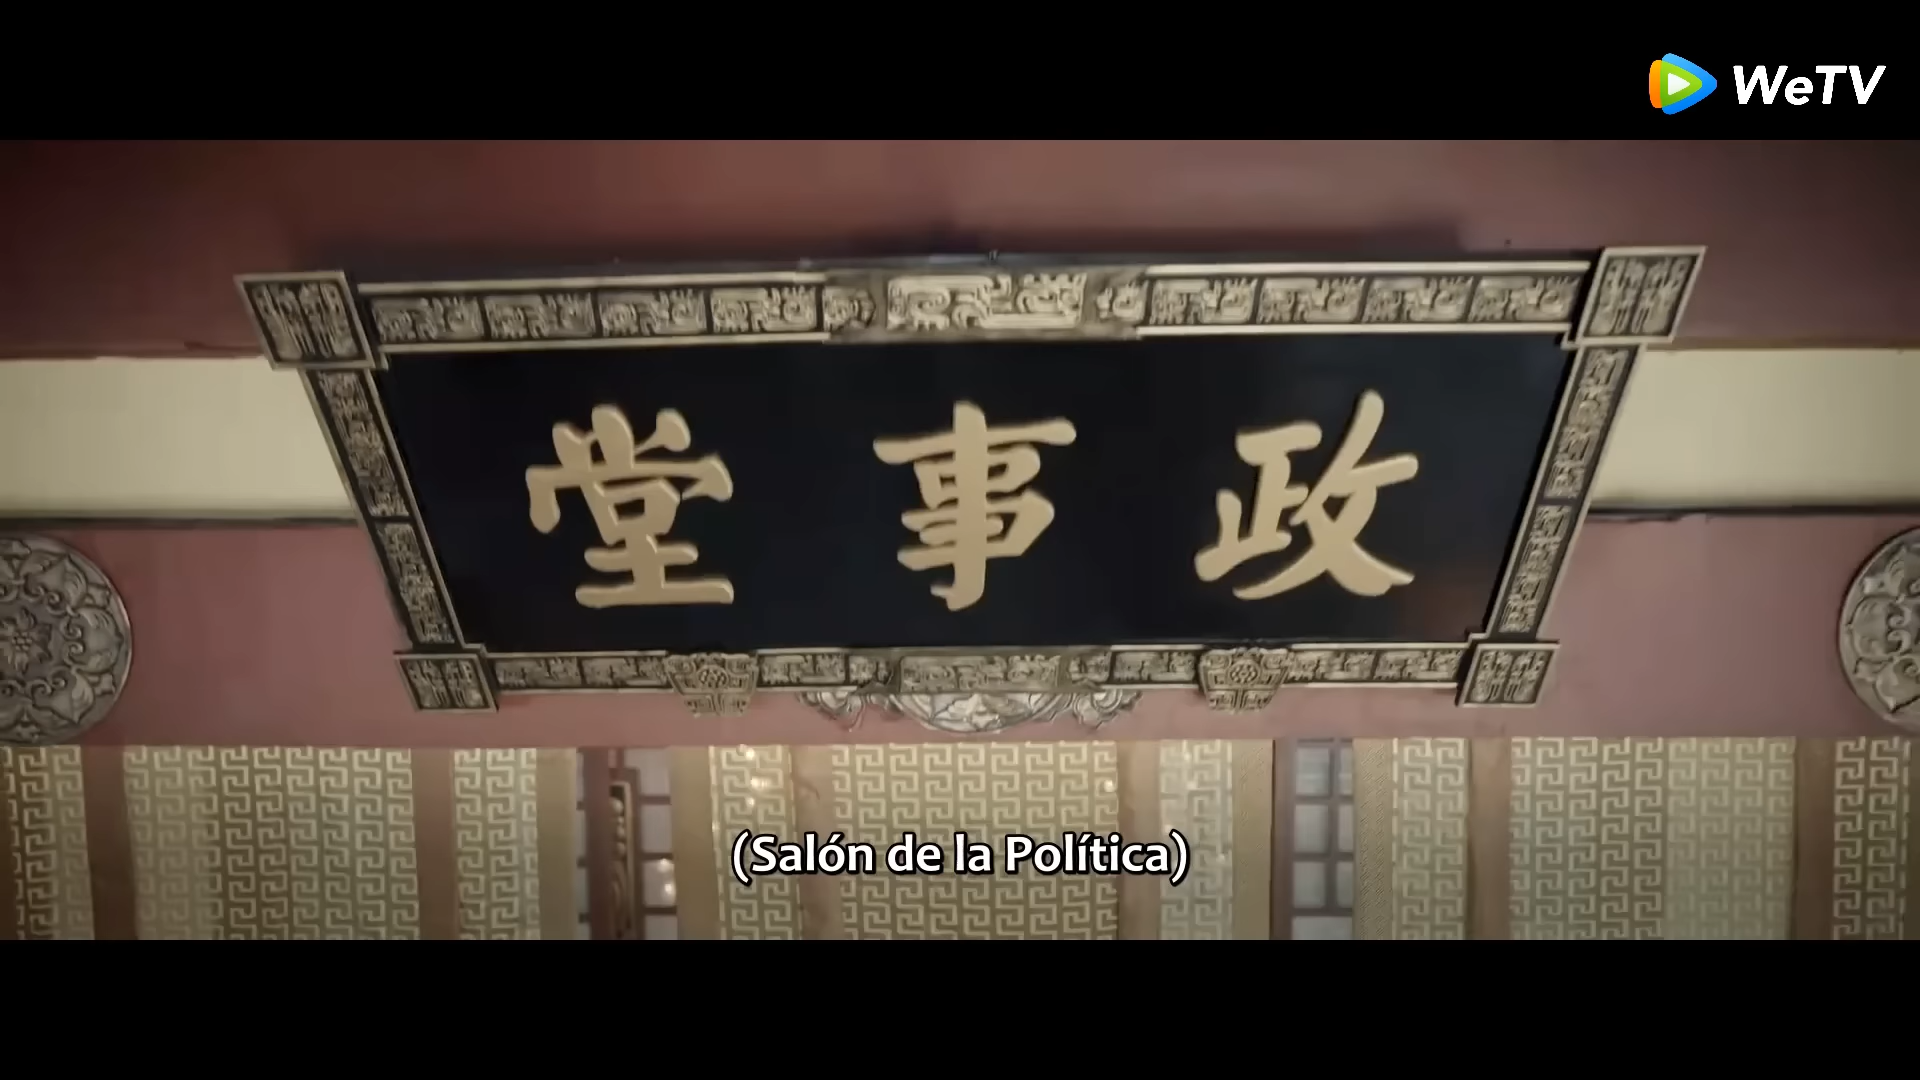 WeTV
政事堂
(Salón de la Política)